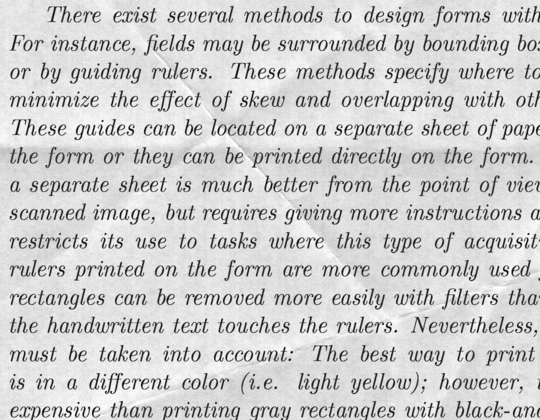 There exist several methods to design forms with
For instance, fields may be surrounded by bounding box
or by guiding rulers. These methods specify where to
minimize the effect of skew and overlapping with oth
These guides can be located on a separate sheet of pape
the form or they can be printed directly on the form.
a separate sheet is much better from the point of view
scanned image, but requires giving more instructions a
restricts its use to tasks where this type of acquisit
rulers printed on the form are more commonly used
rectangles can be removed more easily with filters tha
the handwritten text touches the rulers. Nevertheless,
must be taken into account: The best way to print
is in a different color (i.e. light yellow); however,
expensive than printing gray rectangles with black-and